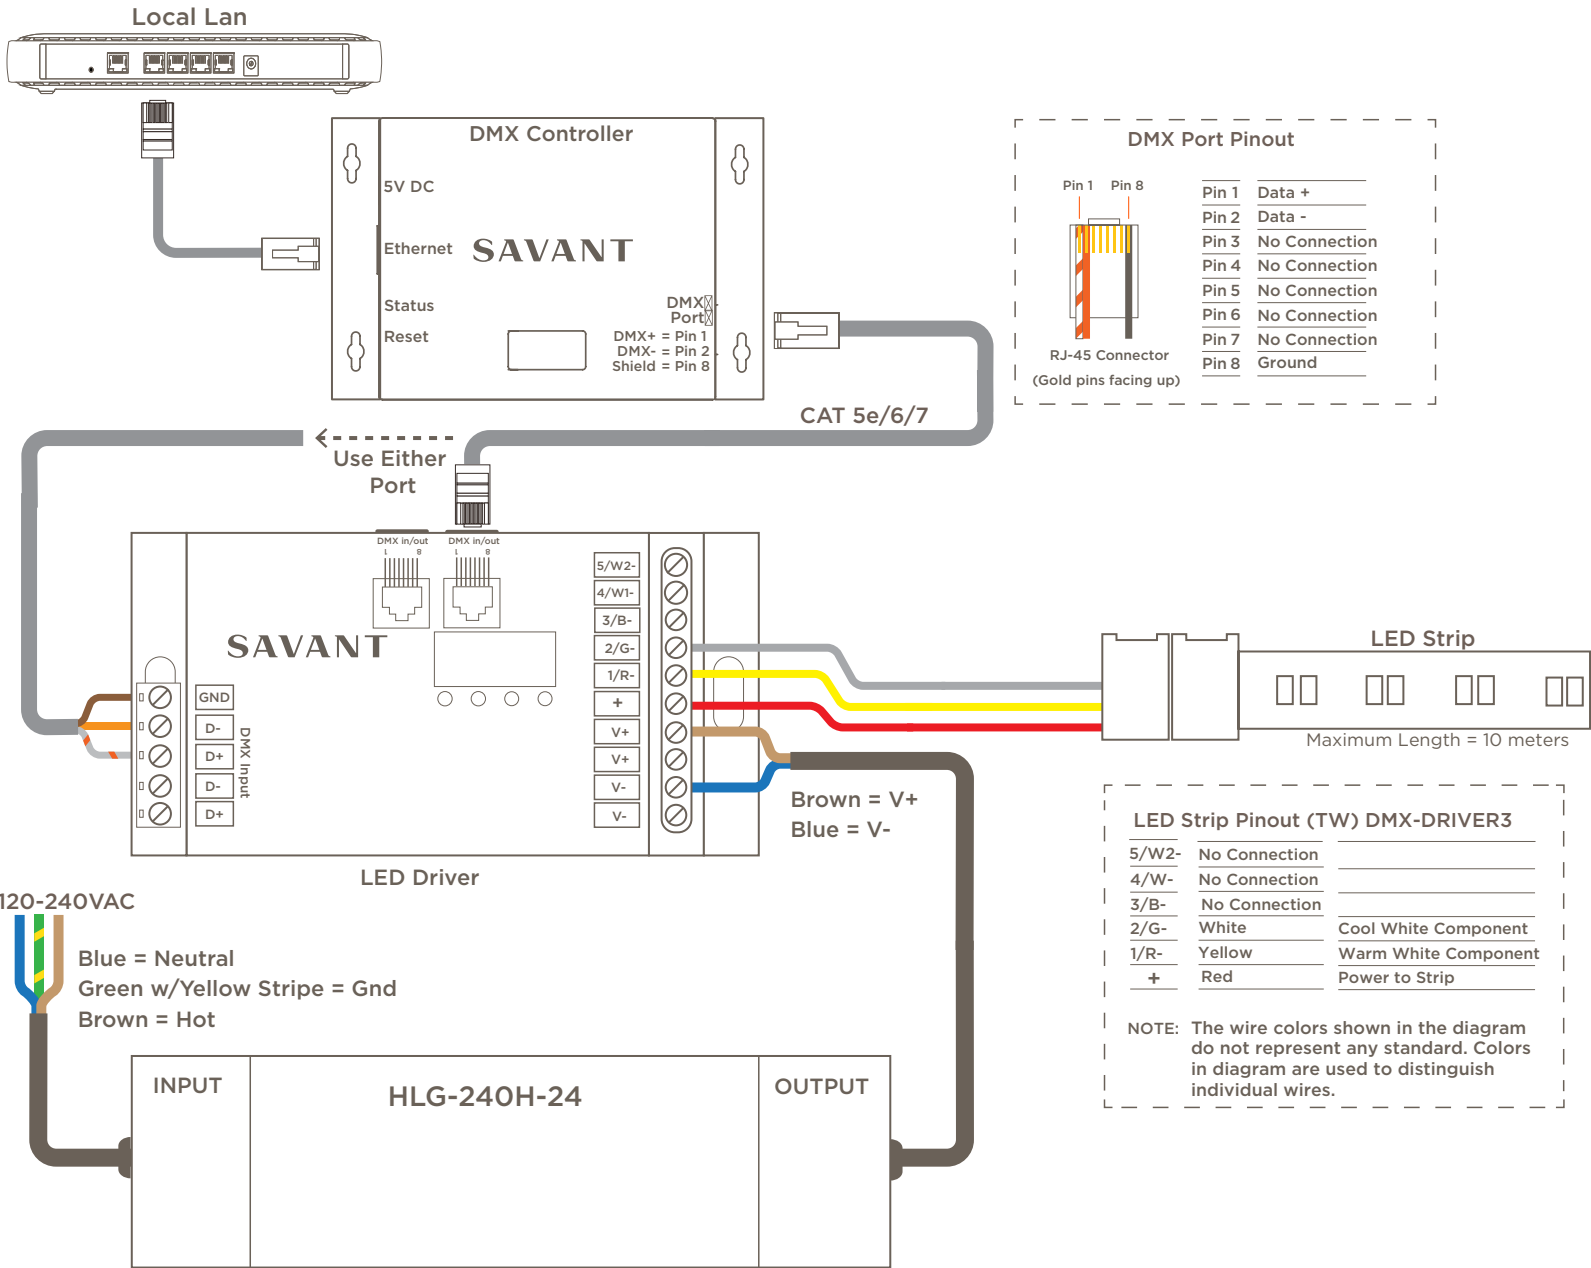 Local Lan
DMX Controller
5V DC
Ethernet
SAVANT
Status
Reset
DMX
Port
DMX+ = Pin 1
DMX- = Pin 2
Shield = Pin 8
DMX Port Pinout
Pin 1 Pin 8
RJ-45 Connector
(Gold pins facing up)
Pin 1 Data +
Pin 2 Data -
Pin 3 No Connection
Pin 4 No Connection
Pin 5 No Connection
Pin 6 No Connection
Pin 7 No Connection
Pin 8 Ground
CAT 5e/6/7
Use Either
Port
DMX in/out
1 8
DMX in/out
1 8
SAVANT
GND
D-
D+
D-
D+
DMX Input
5/W2-
4/W1-
3/B-
2/G-
1/R-
+
V+
V+
V-
V-
LED Driver
LED Strip
Maximum Length = 10 meters
Brown = V+
Blue = V-
LED Strip Pinout (TW) DMX-DRIVER3
5/W2- No Connection
4/W- No Connection
3/B- No Connection
2/G- White Cool White Component
1/R- Yellow Warm White Component
+ Red Power to Strip
NOTE: The wire colors shown in the diagram
do not represent any standard. Colors
in diagram are used to distinguish
individual wires.
120-240VAC
Blue = Neutral
Green w/Yellow Stripe = Gnd
Brown = Hot
INPUT
HLG-240H-24
OUTPUT